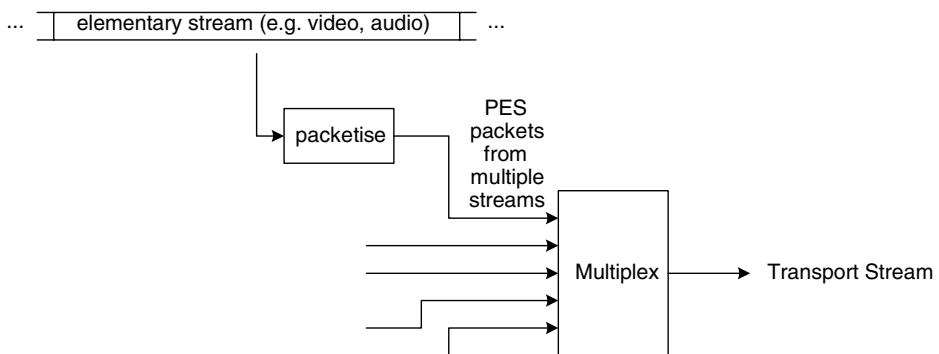 ... elementary stream (e.g. video, audio) ...
packetise
PES
packets
from
multiple
streams
Multiplex
Transport Stream